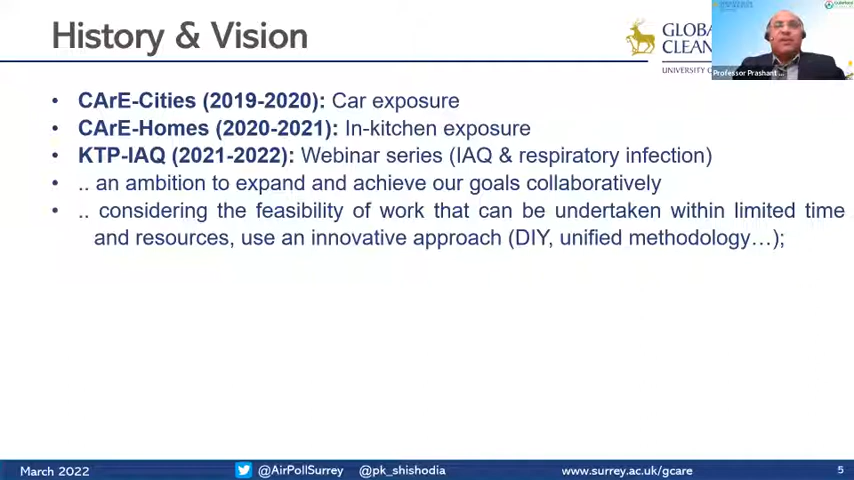 History & Vision
GLOBAL
CLEAN
UNIVERSITY O
Professor Prashant ...
• CArE-Cities (2019-2020): Car exposure
• CArE-Homes (2020-2021): In-kitchen exposure
• KTP-IAQ (2021-2022): Webinar series (IAQ & respiratory infection)
• .. an ambition to expand and achieve our goals collaboratively
• .. considering the feasibility of work that can be undertaken within limited time
and resources, use an innovative approach (DIY, unified methodology…);
March 2022
@AirPollSurrey @pk_shishodia
www.surrey.ac.uk/gcare
5